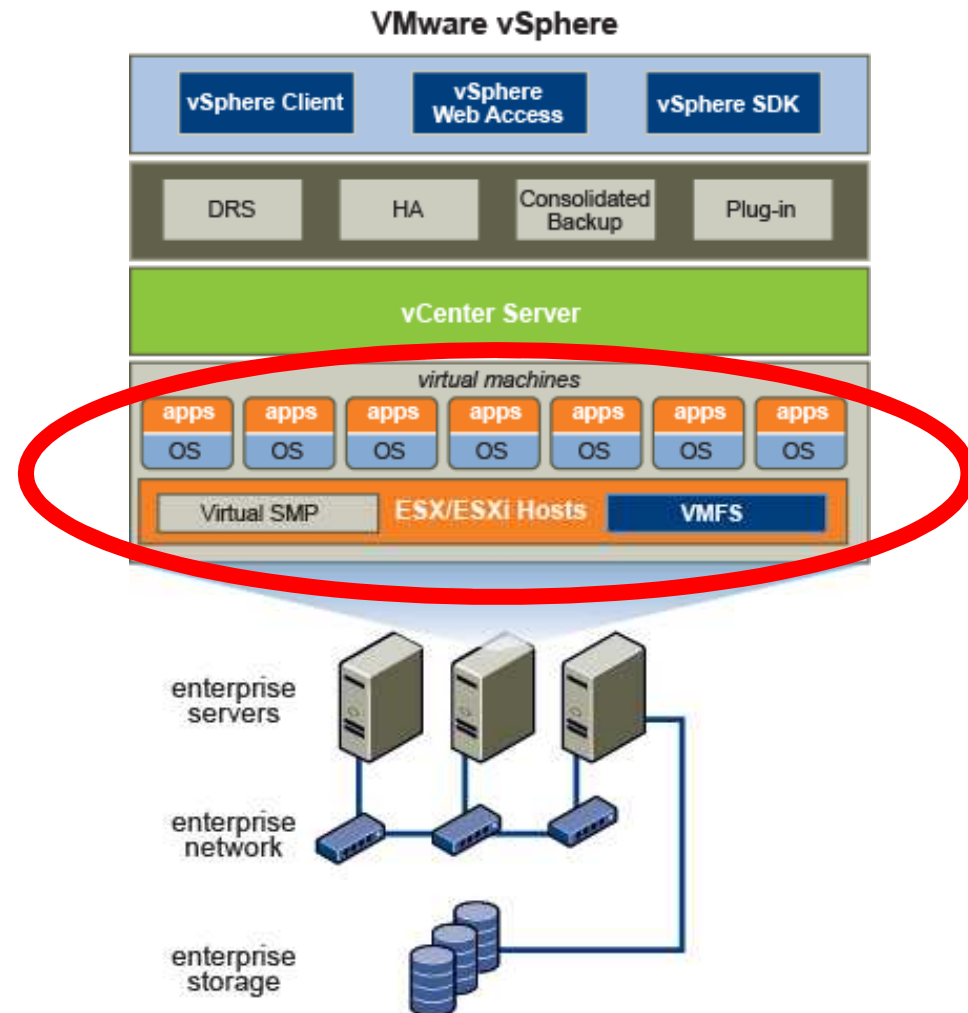 VMware vSphere
vSphere Client
vSphere
Web Access
vSphere SDK
DRS
HA
Consolidated
Backup
Plug-in
vCenter Server
virtual machines
apps apps apps apps apps apps apps
OS OS OS OS OS OS OS
Virtual SMP
ESX/ESXi Hosts
VMFS
enterprise
servers
enterprise
network
enterprise
storage